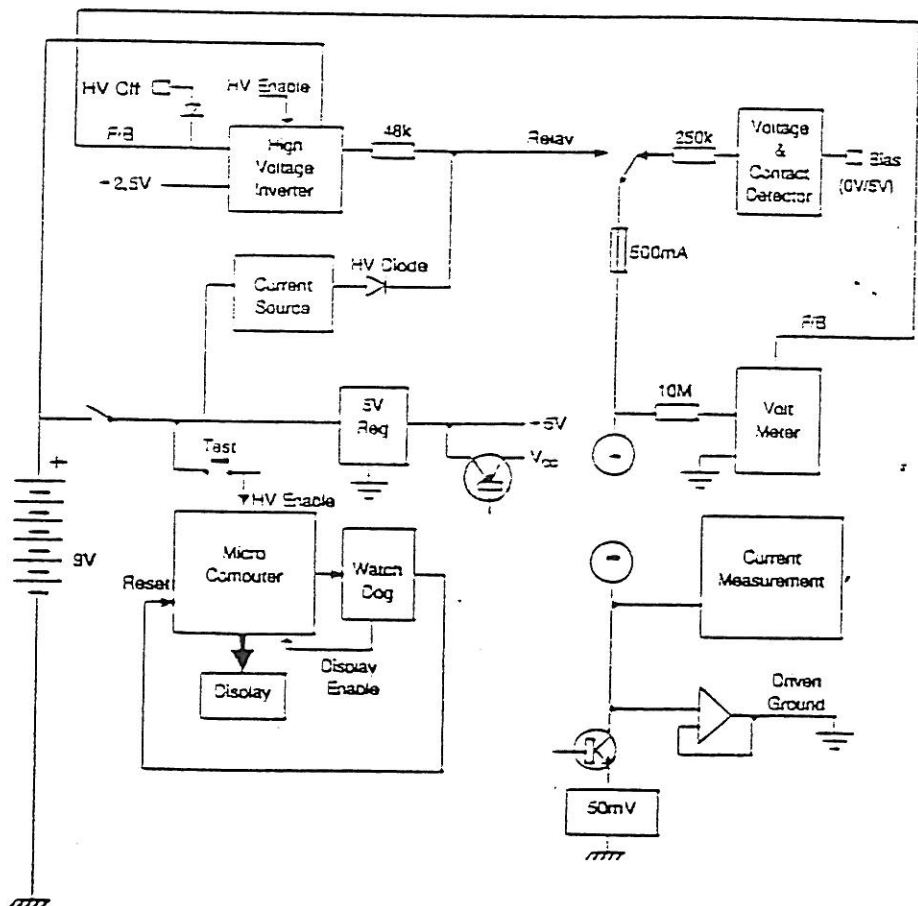 HV Off
HV Enable
F/B
High
Voltage
Inverter
48k
Relay
250k
Voltage
&
Contact
Detector
Bias
(0V/5V)
2.5V
Current
Source
HV Diode
500mA
F/B
10M
Volt
Meter
5V
Reg
5V
Vcc
Test
HV Enable
+
9V
Micro
Computer
Reset
Watch
Dog
Display
Enable
Display
Current
Measurement
Driven
Ground
50mV